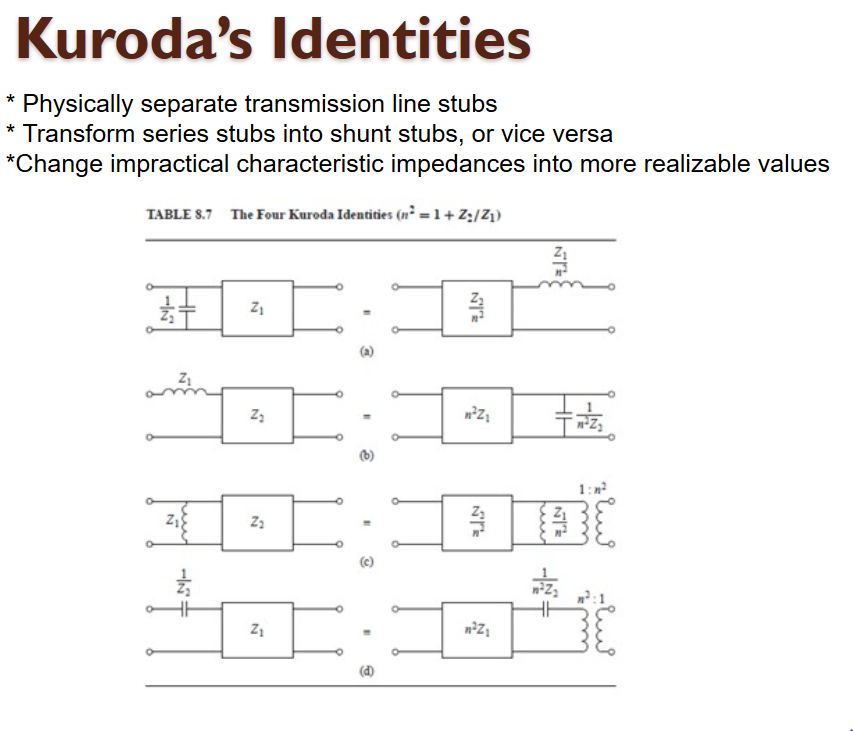 Kuroda's Identities
* Physically separate transmission line stubs
* Transform series stubs into shunt stubs, or vice versa
*Change impractical characteristic impedances into more realizable values
TABLE 8.7 The Four Kuroda Identities (n² = 1 + Z₂/Z₁)
1/Z₂
Z₁
=
Z₂/n²
Z₁/n²
(a)
Z₁
Z₂
=
n²Z₁
1/n²Z₂
(b)
Z₁
Z₂
=
Z₂/n²
Z₁/n²
1 : n²
(c)
1/Z₂
Z₁
=
n²Z₁
1/n²Z₂
n² : 1
(d)